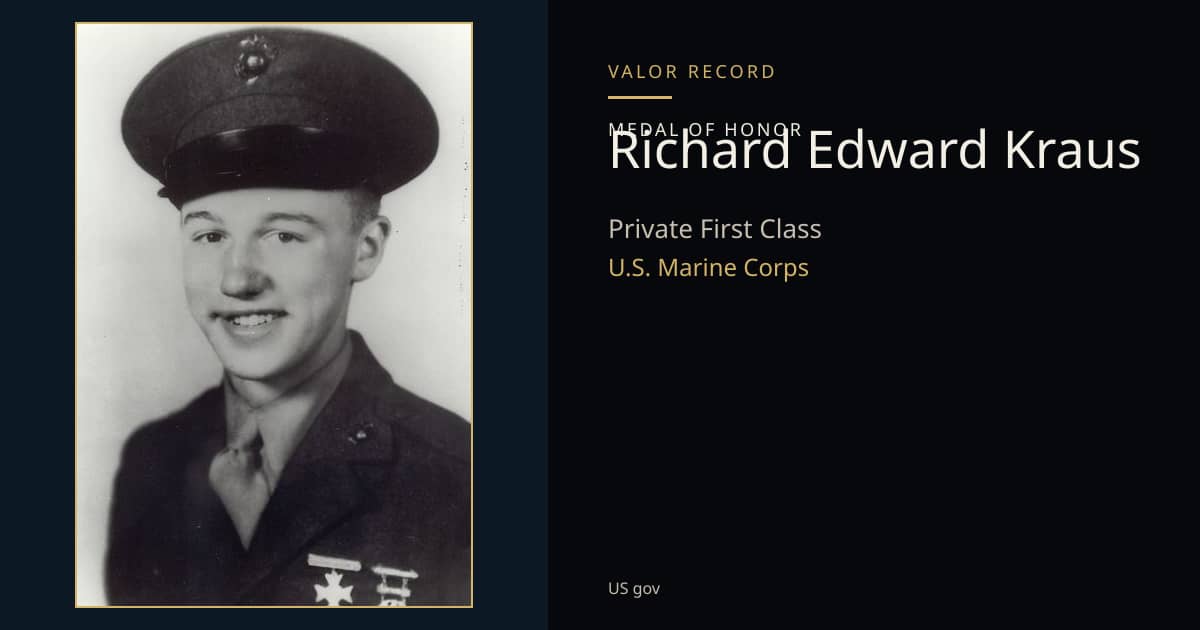 VALOR RECORD
MEDAL OF HONOR
Richard Edward Kraus
Private First Class
U.S. Marine Corps
US gov